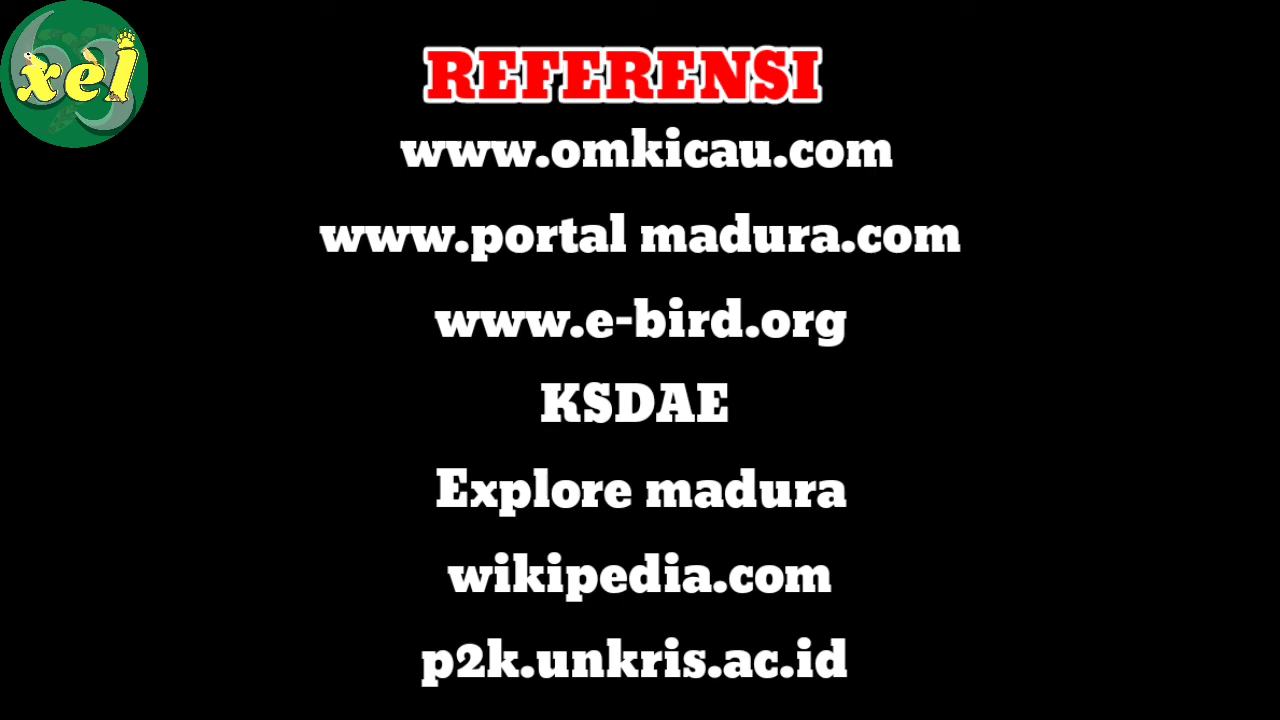 xel
REFERENSI
www.omkicau.com
www.portal madura.com
www.e-bird.org
KSDAE
Explore madura
wikipedia.com
p2k.unkris.ac.id